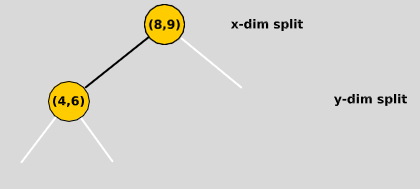 (8,9) x-dim split
(4,6) y-dim split